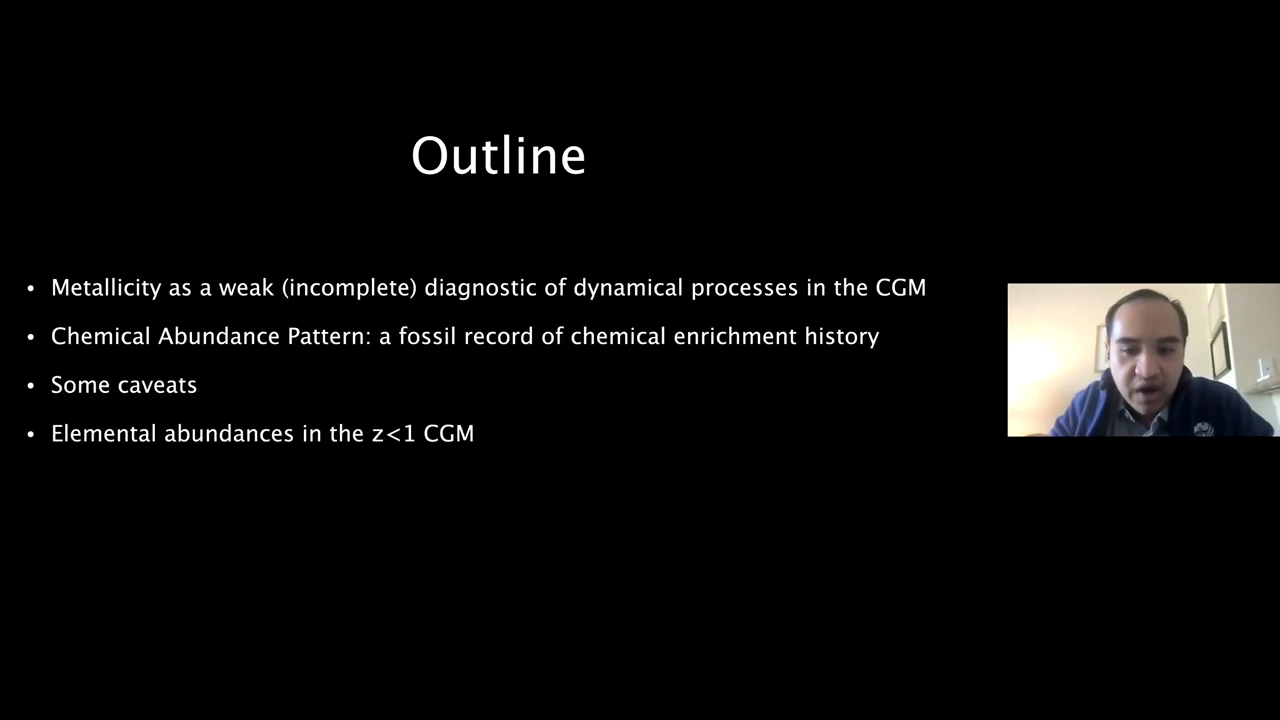 Outline
• Metallicity as a weak (incomplete) diagnostic of dynamical processes in the CGM
• Chemical Abundance Pattern: a fossil record of chemical enrichment history
• Some caveats
• Elemental abundances in the z<1 CGM